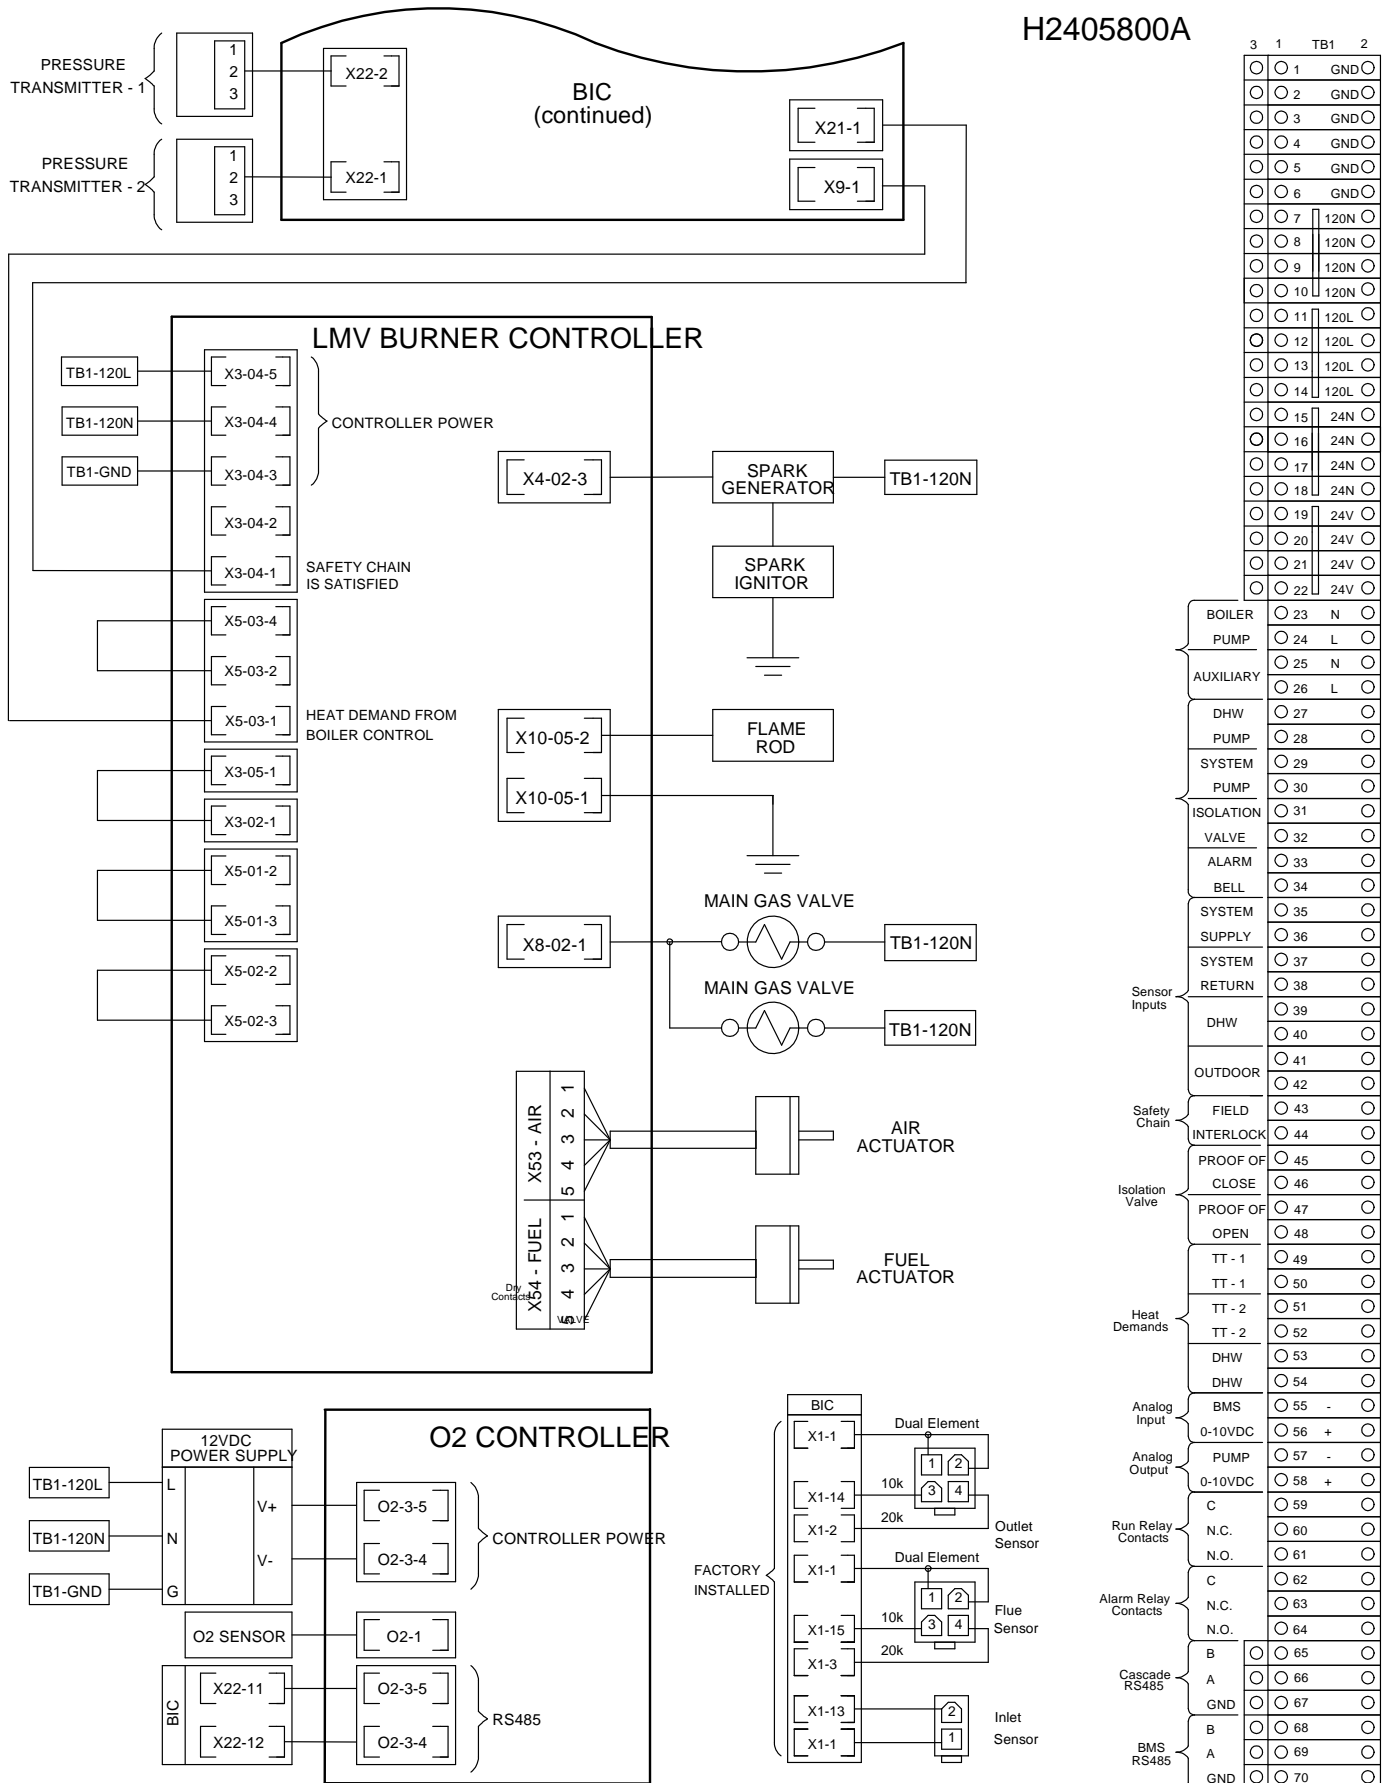 H2405800A
PRESSURE
TRANSMITTER - 1
1
2
3
X22-2
BIC
(continued)
X21-1
PRESSURE
TRANSMITTER - 2
1
2
3
X22-1
X9-1
LMV BURNER CONTROLLER
TB1-120L
X3-04-5
TB1-120N
X3-04-4
CONTROLLER POWER
TB1-GND
X3-04-3
X3-04-2
X3-04-1
SAFETY CHAIN
IS SATISFIED
X5-03-4
X5-03-2
X5-03-1
HEAT DEMAND FROM
BOILER CONTROL
X3-05-1
X3-02-1
X5-01-2
X5-01-3
X5-02-2
X5-02-3
X4-02-3
SPARK
GENERATOR
TB1-120N
SPARK
IGNITOR
X10-05-2
FLAME
ROD
X10-05-1
MAIN GAS VALVE
X8-02-1
TB1-120N
MAIN GAS VALVE
TB1-120N
X53 - AIR
1
2
3
4
5
AIR
ACTUATOR
X54 - FUEL
1
2
3
4
5
FUEL
ACTUATOR
Dry
Contacts
VALVE
O2 CONTROLLER
12VDC
POWER SUPPLY
TB1-120L
L
V+
O2-3-5
TB1-120N
N
CONTROLLER POWER
V-
O2-3-4
TB1-GND
G
O2 SENSOR
O2-1
BIC
X22-11
O2-3-5
RS485
X22-12
O2-3-4
BIC
FACTORY
INSTALLED
X1-1
Dual Element
1
2
X1-14
10k
3
4
X1-2
20k
Outlet
Sensor
X1-1
Dual Element
1
2
X1-15
10k
3
4
Flue
Sensor
X1-3
20k
X1-13
2
Inlet
Sensor
X1-1
1
3 1 TB1 2
1 GND
2 GND
3 GND
4 GND
5 GND
6 GND
7 120N
8 120N
9 120N
10 120N
11 120L
12 120L
13 120L
14 120L
15 24N
16 24N
17 24N
18 24N
19 24V
20 24V
21 24V
22 24V
BOILER 23 N
PUMP 24 L
AUXILIARY
25 N
26 L
DHW 27
PUMP 28
SYSTEM 29
PUMP 30
ISOLATION 31
VALVE 32
ALARM 33
BELL 34
Sensor
Inputs
SYSTEM 35
SUPPLY 36
SYSTEM 37
RETURN 38
DHW
39
40
OUTDOOR
41
42
Safety
Chain
FIELD 43
INTERLOCK 44
Isolation
Valve
PROOF OF 45
CLOSE 46
PROOF OF 47
OPEN 48
Heat
Demands
TT - 1 49
TT - 1 50
TT - 2 51
TT - 2 52
DHW 53
DHW 54
Analog
Input
BMS 55 -
0-10VDC 56 +
Analog
Output
PUMP 57 -
0-10VDC 58 +
Run Relay
Contacts
C 59
N.C. 60
N.O. 61
Alarm Relay
Contacts
C 62
N.C. 63
N.O. 64
Cascade
RS485
B 65
A 66
GND 67
BMS
RS485
B 68
A 69
GND 70